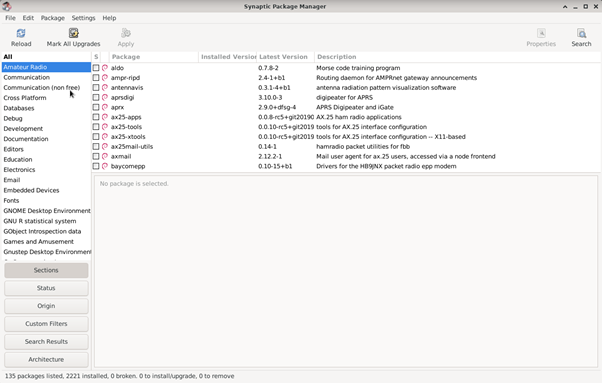 Synaptic Package Manager
File Edit Package Settings Help
Reload Mark All Upgrades Apply Properties Search
All
Amateur Radio
Communication
Communication (non free)
Cross Platform
Databases
Debug
Development
Documentation
Editors
Education
Electronics
Email
Embedded Devices
Fonts
GNOME Desktop Environment
GNU R statistical system
GObject Introspection data
Games and Amusement
Gnustep Desktop Environment
Sections
Status
Origin
Custom Filters
Search Results
Architecture
S Package Installed Version Latest Version Description
aldo 0.7.8-2 Morse code training program
ampr-ripd 2.4-1+b1 Routing daemon for AMPRnet gateway announcements
antennavis 0.3.1-4+b1 antenna radiation pattern visualization software
aprsdigi 3.10.0-3 digipeater for APRS
aprx 2.9.0+dfsg-4 APRS Digipeater and iGate
ax25-apps 0.0.8-rc5+git20190 AX.25 ham radio applications
ax25-tools 0.0.10-rc5+git2019 tools for AX.25 interface configuration
ax25-xtools 0.0.10-rc5+git2019 tools for AX.25 interface configuration -- X11-based
ax25mail-utils 0.14-1 hamradio packet utilities for fbb
axmail 2.12.2-1 Mail user agent for ax.25 users, accessed via a node frontend
baycomepp 0.10-15+b1 Drivers for the HB9JNX packet radio epp modem
No package is selected.
135 packages listed, 2221 installed, 0 broken. 0 to install/upgrade, 0 to remove